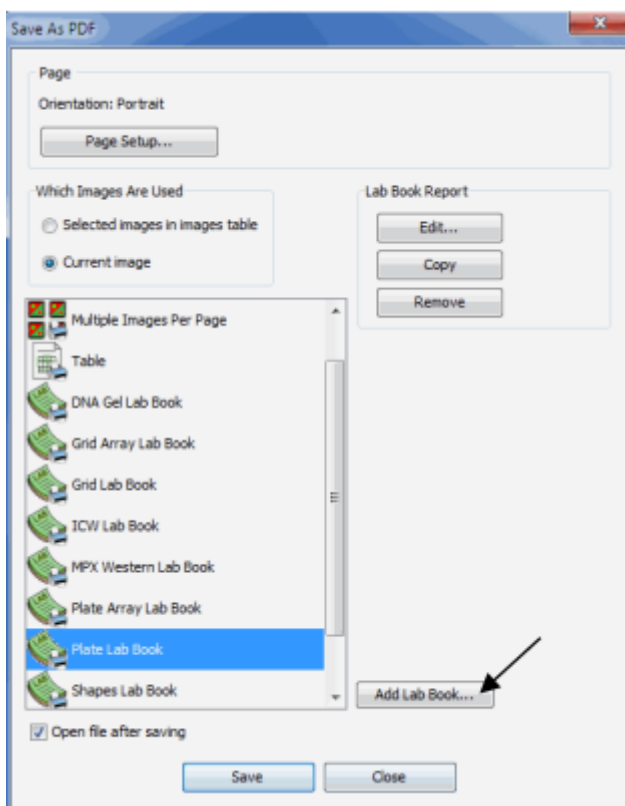 Save As PDF
Page
Orientation: Portrait
Page Setup...
Which Images Are Used
Selected images in images table
Current image
Lab Book Report
Edit...
Copy
Remove
Multiple Images Per Page
Table
DNA Gel Lab Book
Grid Array Lab Book
Grid Lab Book
ICW Lab Book
MPX Western Lab Book
Plate Array Lab Book
Plate Lab Book
Shapes Lab Book
Add Lab Book...
Open file after saving
Save
Close